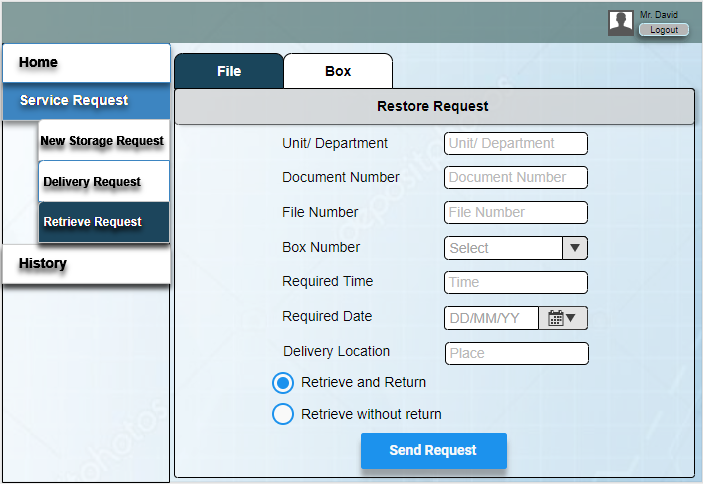 Mr. David
Logout
Home
Service Request
New Storage Request
Delivery Request
Retrieve Request
History
File
Box
Restore Request
Unit/ Department
Unit/ Department
Document Number
Document Number
File Number
File Number
Box Number
Select
Required Time
Time
Required Date
DD/MM/YY
Delivery Location
Place
Retrieve and Return
Retrieve without return
Send Request
depositphotos
depositphotos